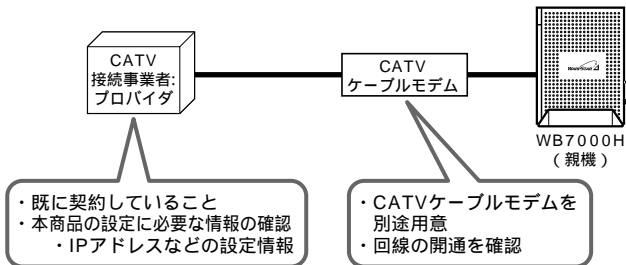 CATV
接続事業者:
プロバイダ
CATV
ケーブルモデム
WARPSTAR
WB7000H
(親機)
・既に契約していること
・本商品の設定に必要な情報の確認
・IPアドレスなどの設定情報
・CATVケーブルモデムを
別途用意
・回線の開通を確認